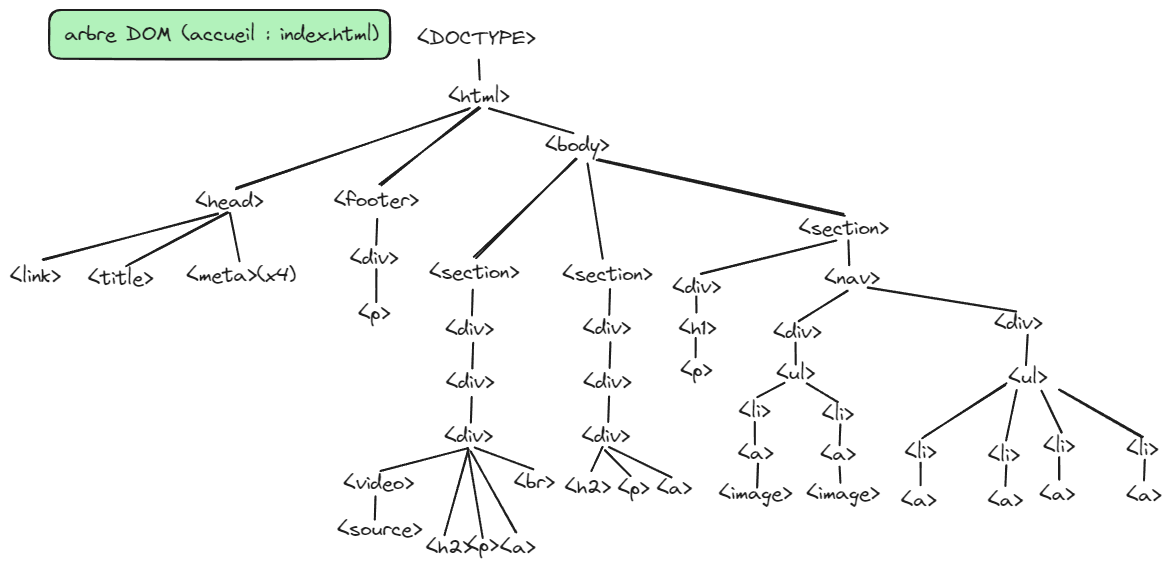 arbre DOM (accueil : index.html)
<DOCTYPE>
<html>
<body>
<head>
<footer>
<section>
<link>
<title>
<meta>(x4)
<div>
<p>
<section>
<div>
<div>
<div>
<video>
<source>
<h2>
<p>
<a>
<br>
<section>
<div>
<div>
<div>
<h2>
<p>
<a>
<div>
<h1>
<p>
<nav>
<div>
<ul>
<li>
<a>
<image>
<li>
<a>
<image>
<div>
<ul>
<li>
<a>
<li>
<a>
<li>
<a>
<li>
<a>